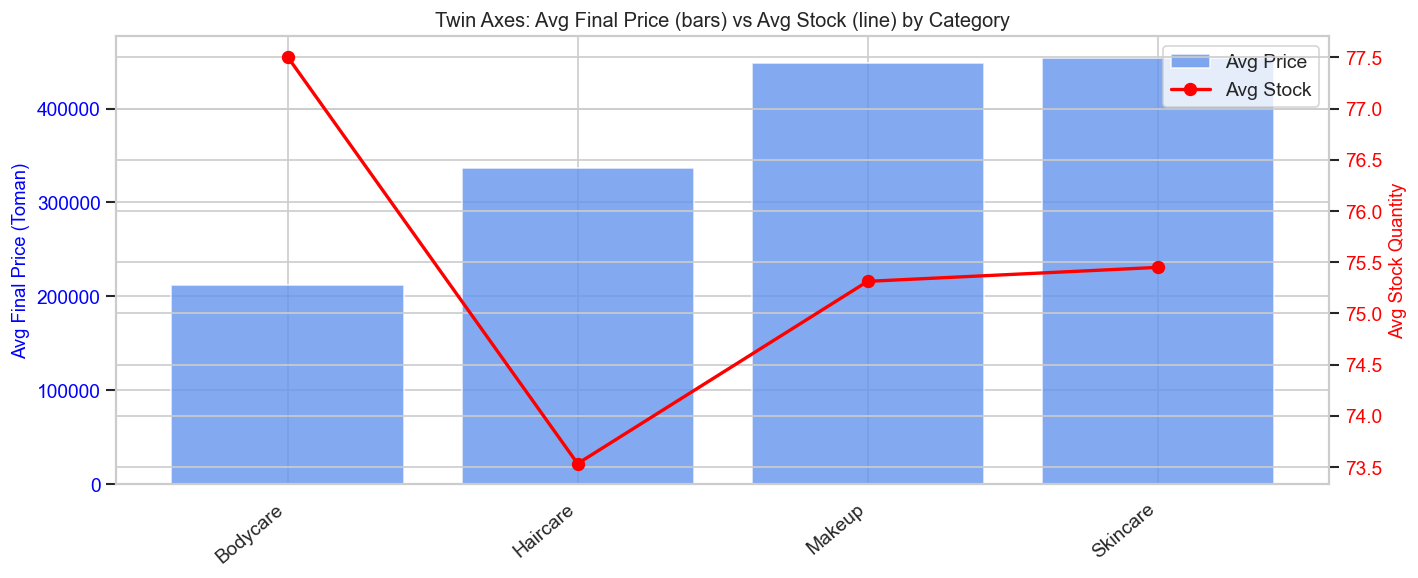 Twin Axes: Avg Final Price (bars) vs Avg Stock (line) by Category
Avg Final Price (Toman)
400000
300000
200000
100000
0
Avg Price
Avg Stock
77.5
77.0
76.5
76.0
75.5
75.0
74.5
74.0
73.5
Avg Stock Quantity
Bodycare
Haircare
Makeup
Skincare